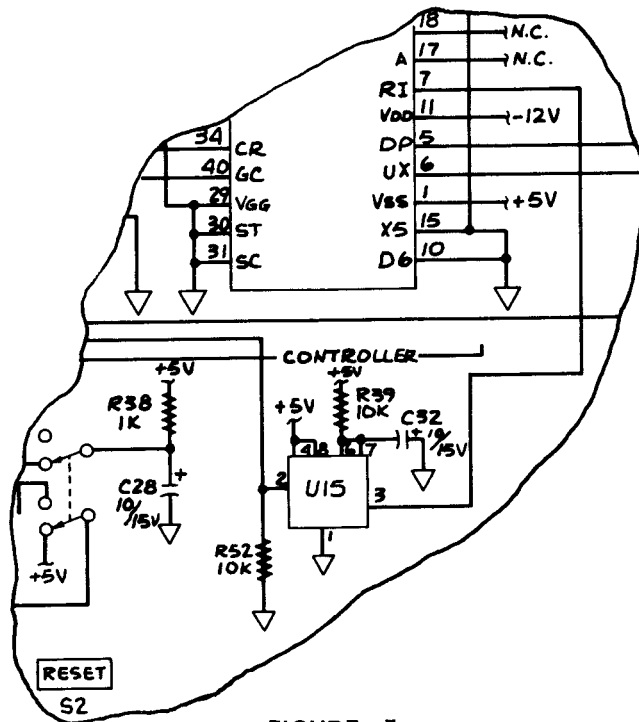 18 N.C.
A 17 N.C.
RI 7
VDD 11 -12V
34 CR DP 5
40 GC UX 6
29 VGG VSS 1 +5V
30 ST X5 15
31 SC D6 10
CONTROLLER
+5V +5V
R38 1K
+5V
R39 10K
C32 + 10/15V
4 8 6 7
2 U15 3
+
C28 10/15V
1
R52 10K
+5V
RESET
S2